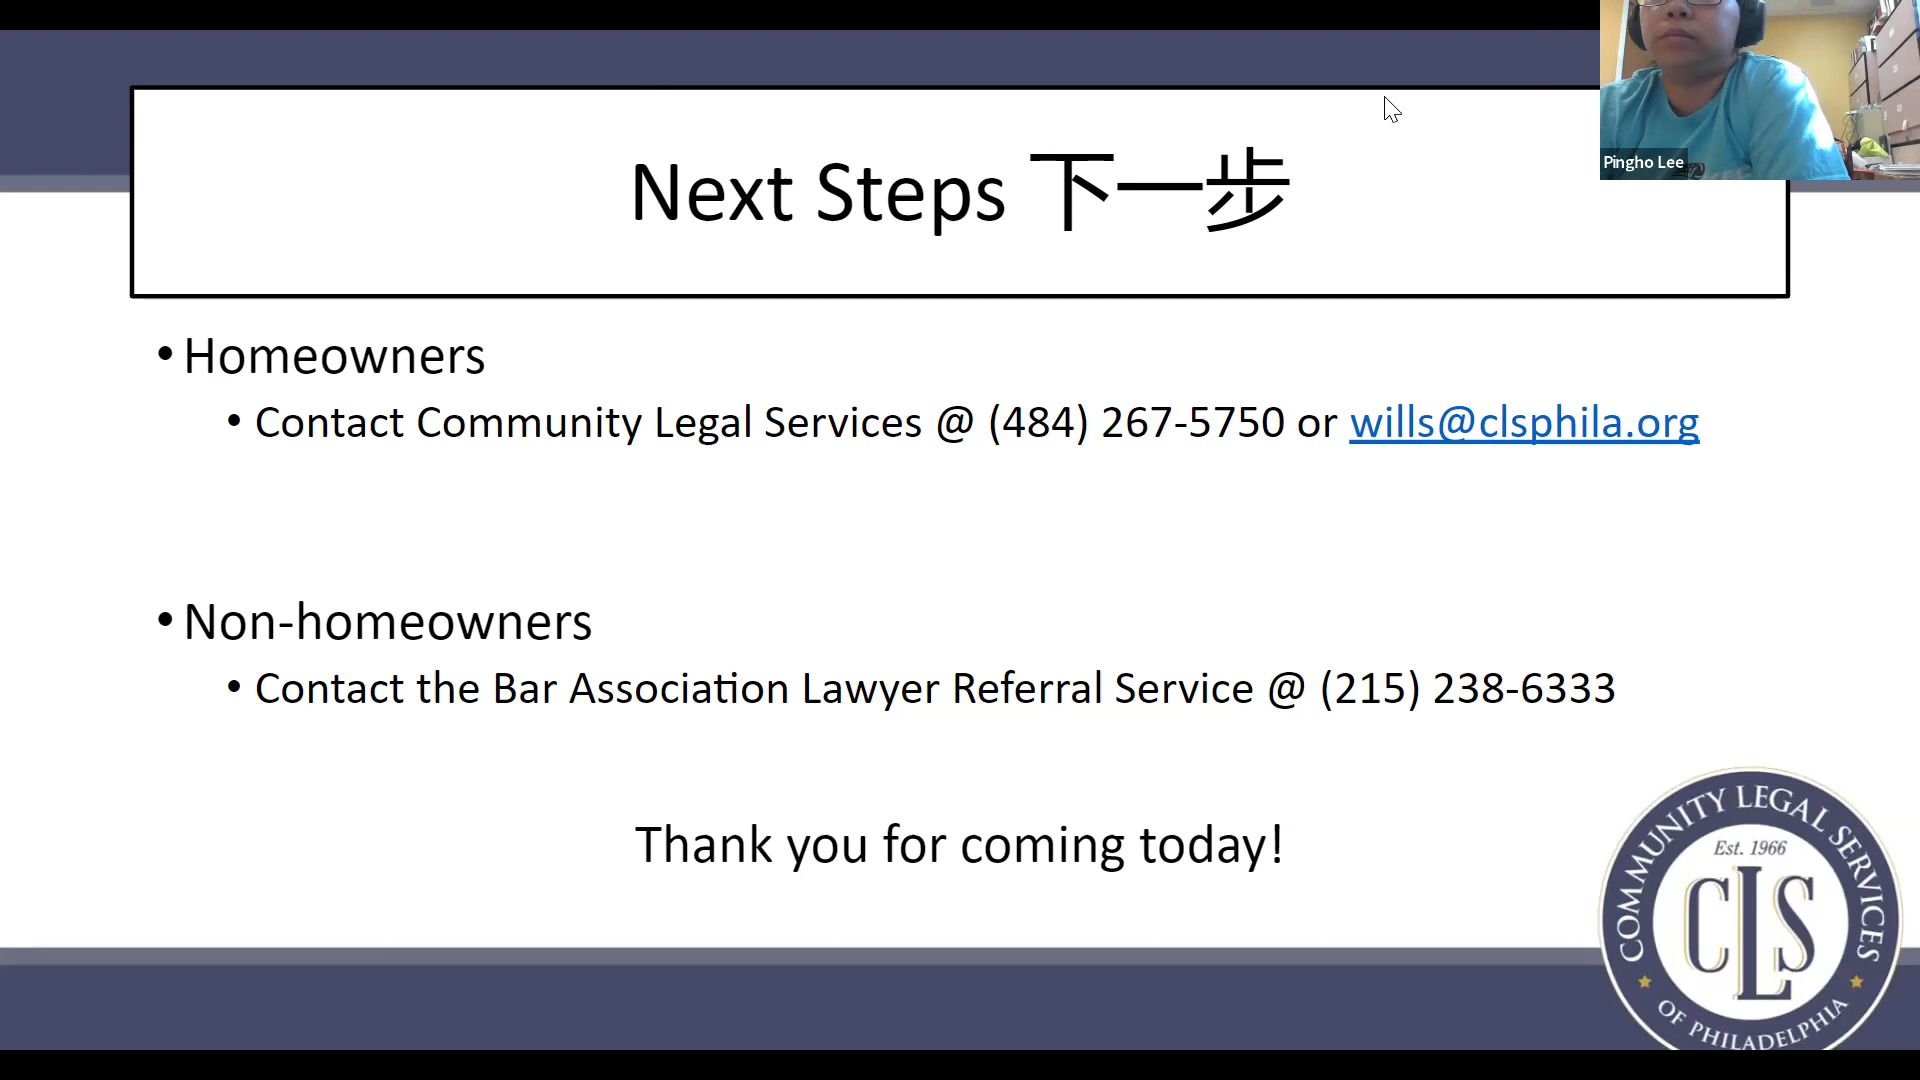 Next Steps 下一步
Pingho Lee
• Homeowners
• Contact Community Legal Services @ (484) 267-5750 or wills@clsphila.org
• Non-homeowners
• Contact the Bar Association Lawyer Referral Service @ (215) 238-6333
Thank you for coming today!
COMMUNITY LEGAL SERVICES
Est. 1966
CLS
OF PHILADELPHIA